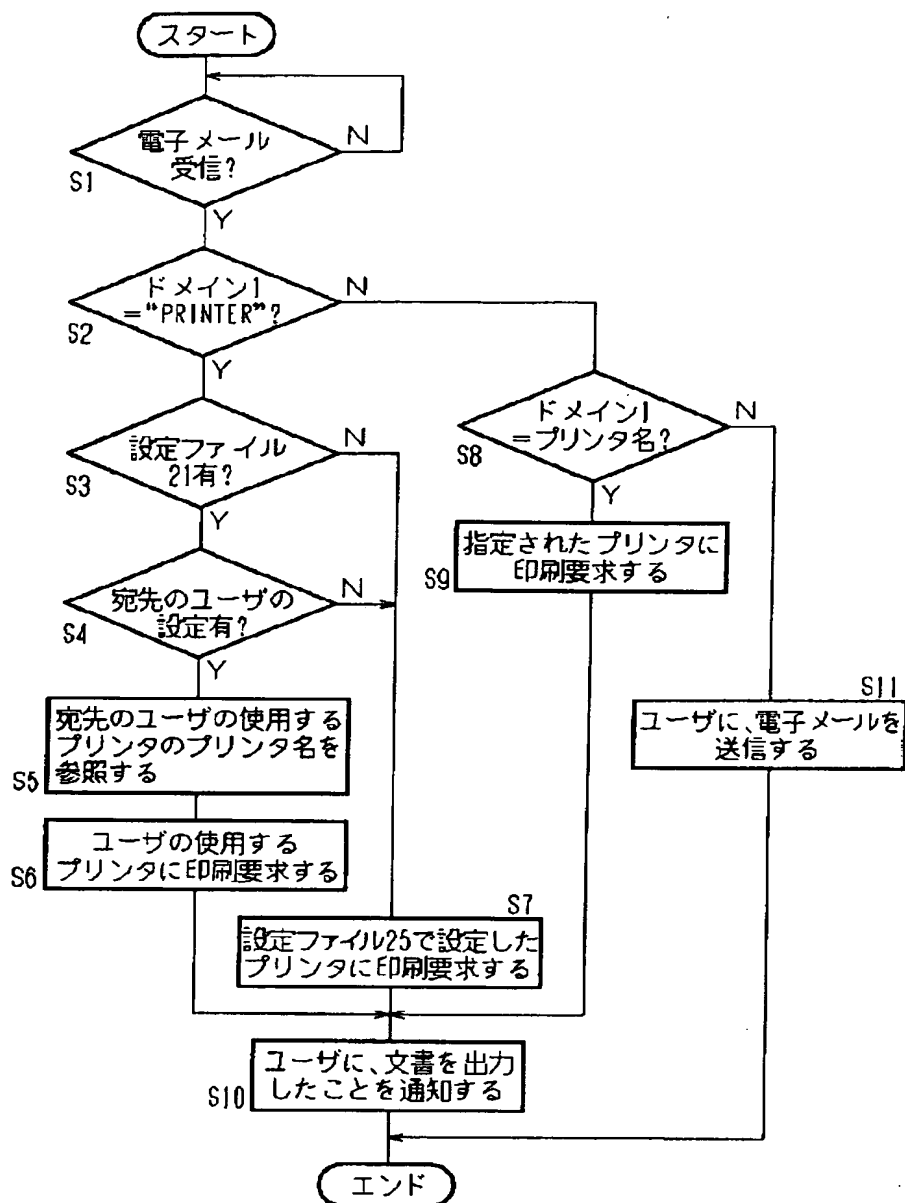 スタート
電子メール
受信?
N
S1
Y
ドメイン1
="PRINTER"?
N
S2
Y
設定ファイル
21有?
N
S3
Y
宛先のユーザの
設定有?
N
S4
Y
宛先のユーザの使用する
プリンタのプリンタ名を
参照する
S5
ユーザの使用する
プリンタに印刷要求する
S6
S7
設定ファイル25で設定した
プリンタに印刷要求する
ドメイン1
=プリンタ名?
N
S8
Y
指定されたプリンタに
印刷要求する
S9
S11
ユーザに、電子メールを
送信する
ユーザに、文書を出力
したことを通知する
S10
エンド